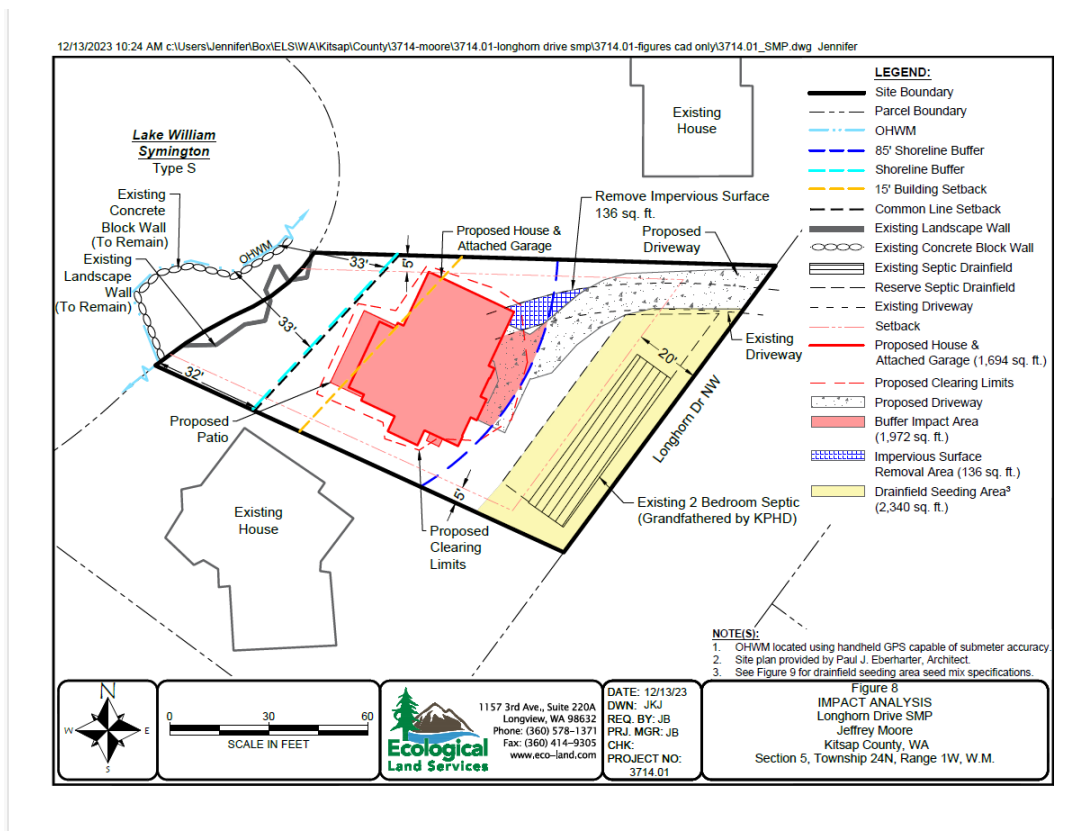 12/13/2023 10:24 AM c:\Users\Jennifer\Box\ELS\WA\Kitsap\County\3714-moore\3714.01-longhorn drive smp\3714.01-figures cad only\3714.01_SMP.dwg Jennifer
Lake William
Symington
Type S
Existing
Concrete
Block Wall
(To Remain)
Existing
Landscape
Wall
(To Remain)
OHWM
33'
33'
32'
5'
Proposed House &
Attached Garage
Existing
House
Remove Impervious Surface
136 sq. ft.
Proposed
Driveway
Existing
Driveway
20'
Longhorn Dr NW
Proposed
Patio
Existing
House
5'
Proposed
Clearing
Limits
Existing 2 Bedroom Septic
(Grandfathered by KPHD)
LEGEND:
Site Boundary
Parcel Boundary
OHWM
85' Shoreline Buffer
Shoreline Buffer
15' Building Setback
Common Line Setback
Existing Landscape Wall
Existing Concrete Block Wall
Existing Septic Drainfield
Reserve Septic Drainfield
Existing Driveway
Setback
Proposed House &
Attached Garage (1,694 sq. ft.)
Proposed Clearing Limits
Proposed Driveway
Buffer Impact Area
(1,972 sq. ft.)
Impervious Surface
Removal Area (136 sq. ft.)
Drainfield Seeding Area³
(2,340 sq. ft.)
NOTE(S):
1. OHWM located using handheld GPS capable of submeter accuracy.
2. Site plan provided by Paul J. Eberharter, Architect.
3. See Figure 9 for drainfield seeding area seed mix specifications.
N
W E
S
0 30 60
SCALE IN FEET
Ecological
Land Services
1157 3rd Ave., Suite 220A
Longview, WA 98632
Phone: (360) 578-1371
Fax: (360) 414-9305
www.eco-land.com
DATE: 12/13/23
DWN: JKJ
REQ. BY: JB
PRJ. MGR: JB
CHK:
PROJECT NO:
3714.01
Figure 8
IMPACT ANALYSIS
Longhorn Drive SMP
Jeffrey Moore
Kitsap County, WA
Section 5, Township 24N, Range 1W, W.M.